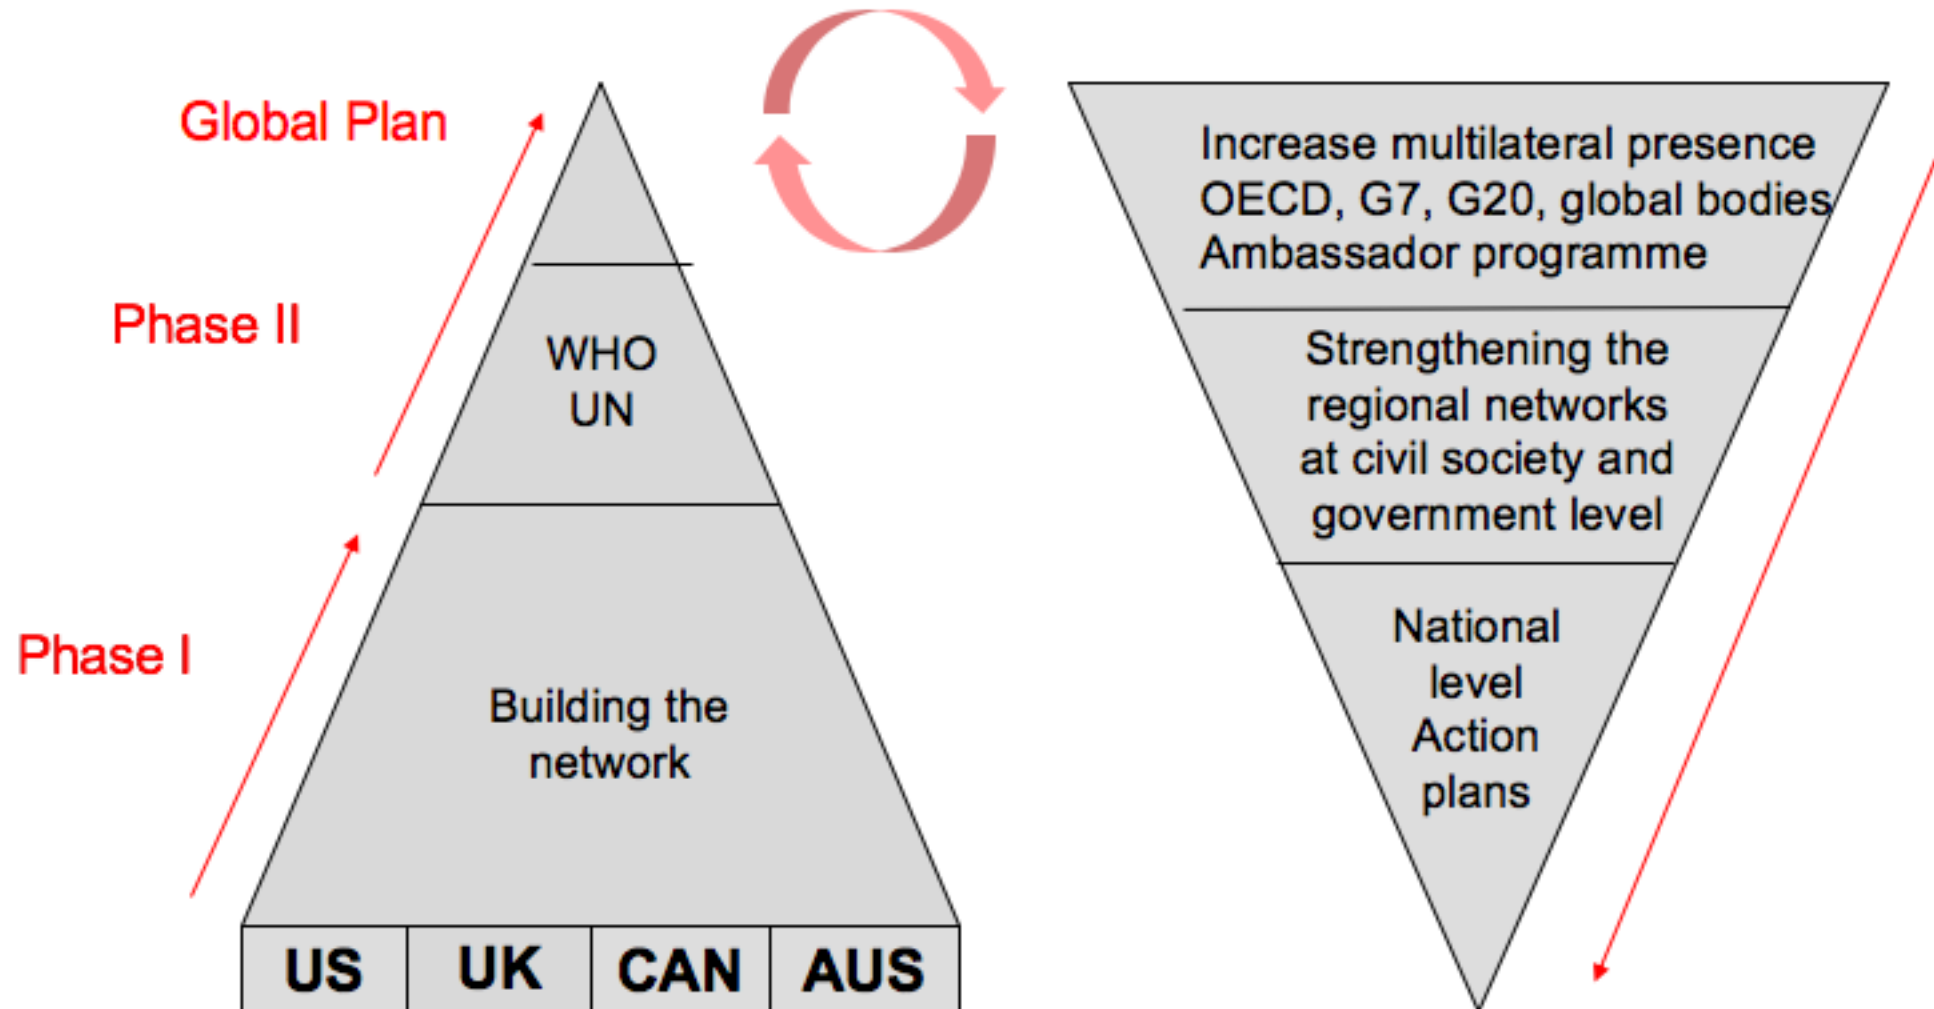 Global Plan
Phase II
Phase I
WHO
UN
Building the
network
US UK CAN AUS
Increase multilateral presence
OECD, G7, G20, global bodies
Ambassador programme
Strengthening the
regional networks
at civil society and
government level
National
level
Action
plans